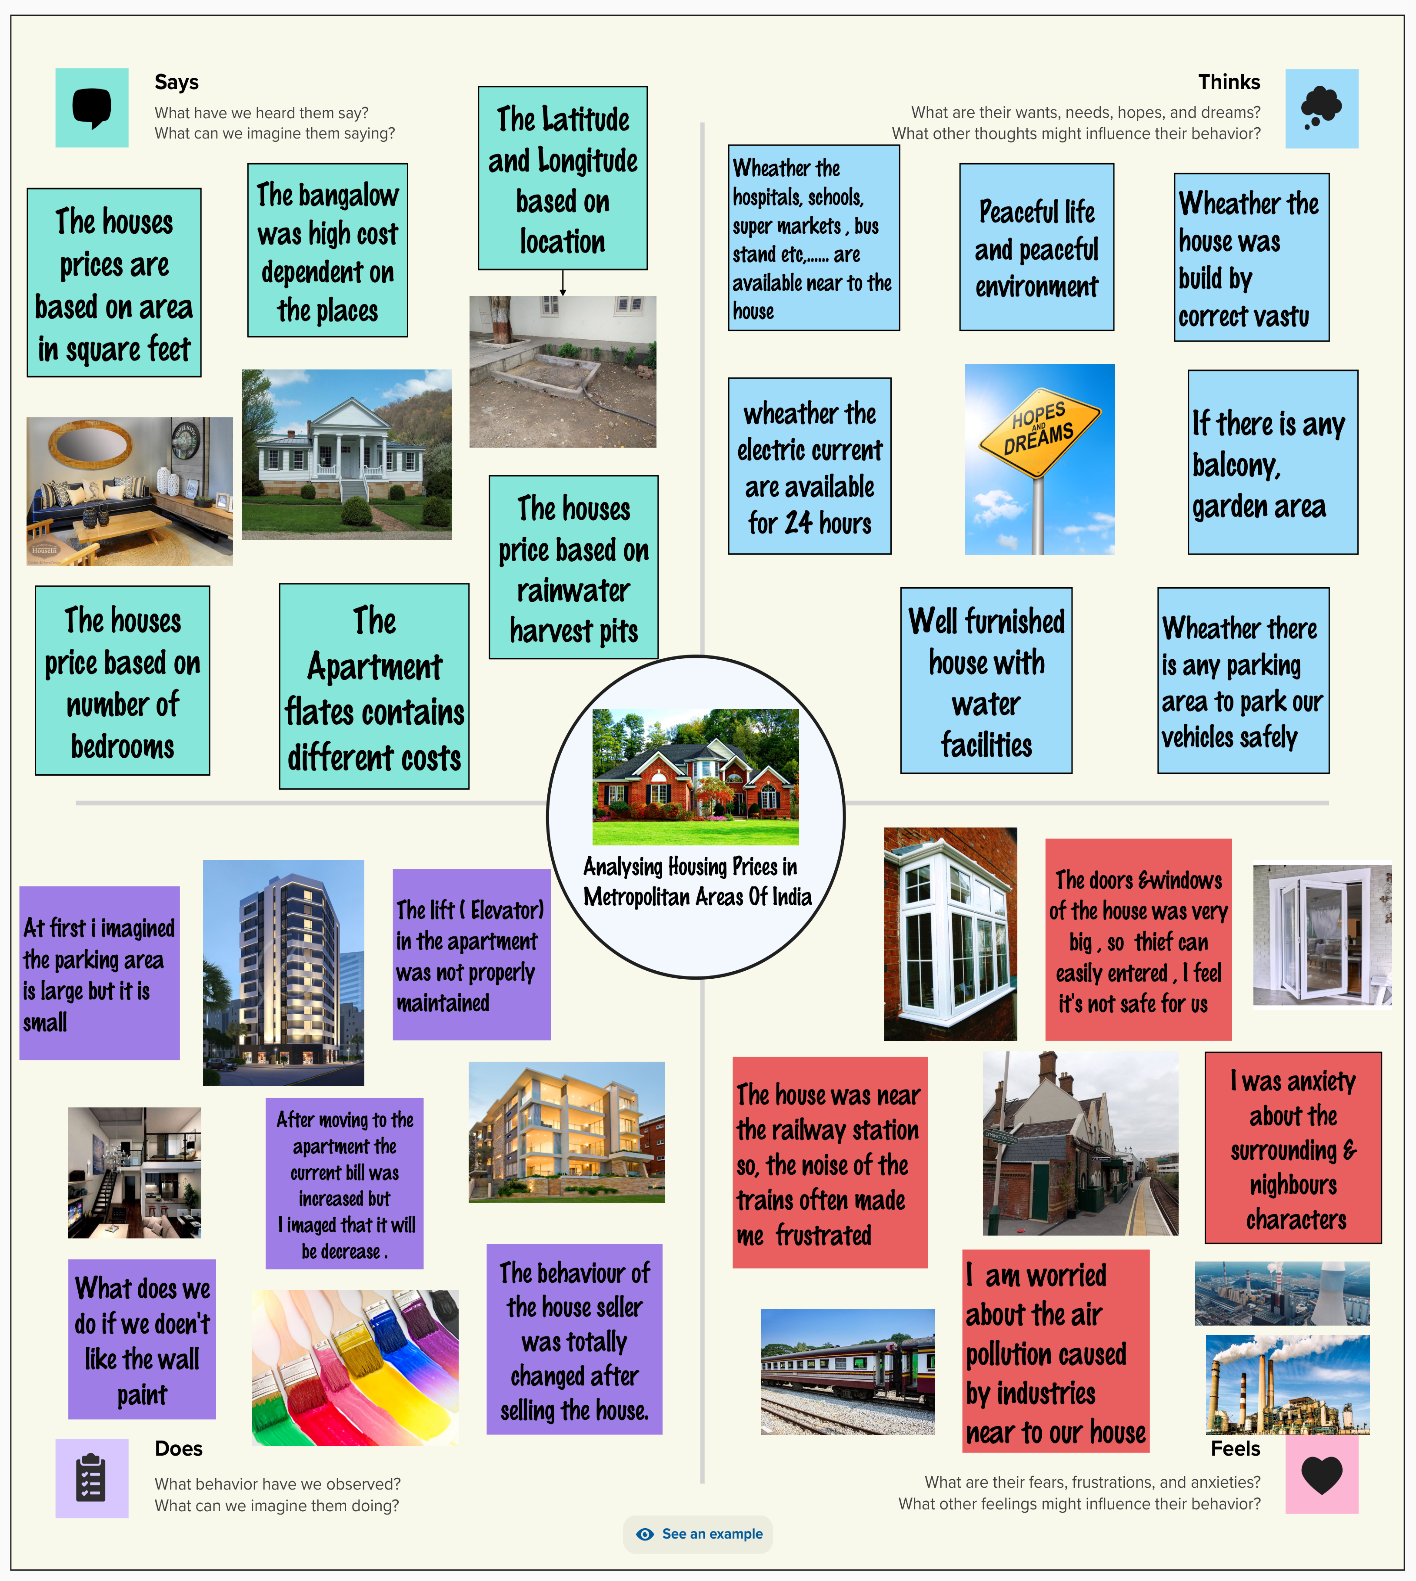 Says
What have we heard them say?
What can we imagine them saying?
The houses
prices are
based on area
in square feet
The bangalow
was high cost
dependent on
the places
The Latitude
and Longitude
based on
location
The houses
price based on
rainwater
harvest pits
The houses
price based on
number of
bedrooms
The
Apartment
flates contains
different costs
Thinks
What are their wants, needs, hopes, and dreams?
What other thoughts might influence their behavior?
Wheather the
hospitals, schools,
super markets , bus
stand etc,...... are
available near to the
house
Peaceful life
and peaceful
environment
Wheather the
house was
build by
correct vastu
wheather the
electric current
are available
for 24 hours
HOPES
AND
DREAMS
If there is any
balcony,
garden area
Well furnished
house with
water
facilities
Wheather there
is any parking
area to park our
vehicles safely
Analysing Housing Prices in
Metropolitan Areas Of India
At first i imagined
the parking area
is large but it is
small
The lift ( Elevator)
in the apartment
was not properly
maintained
After moving to the
apartment the
current bill was
increased but
I imaged that it will
be decrease .
What does we
do if we doen't
like the wall
paint
The behaviour of
the house seller
was totally
changed after
selling the house.
Does
What behavior have we observed?
What can we imagine them doing?
The doors &windows
of the house was very
big , so thief can
easily entered , I feel
it's not safe for us
The house was near
the railway station
so, the noise of the
trains often made
me frustrated
I was anxiety
about the
surrounding &
nighbours
characters
I am worried
about the air
pollution caused
by industries
near to our house
Feels
What are their fears, frustrations, and anxieties?
What other feelings might influence their behavior?
See an example